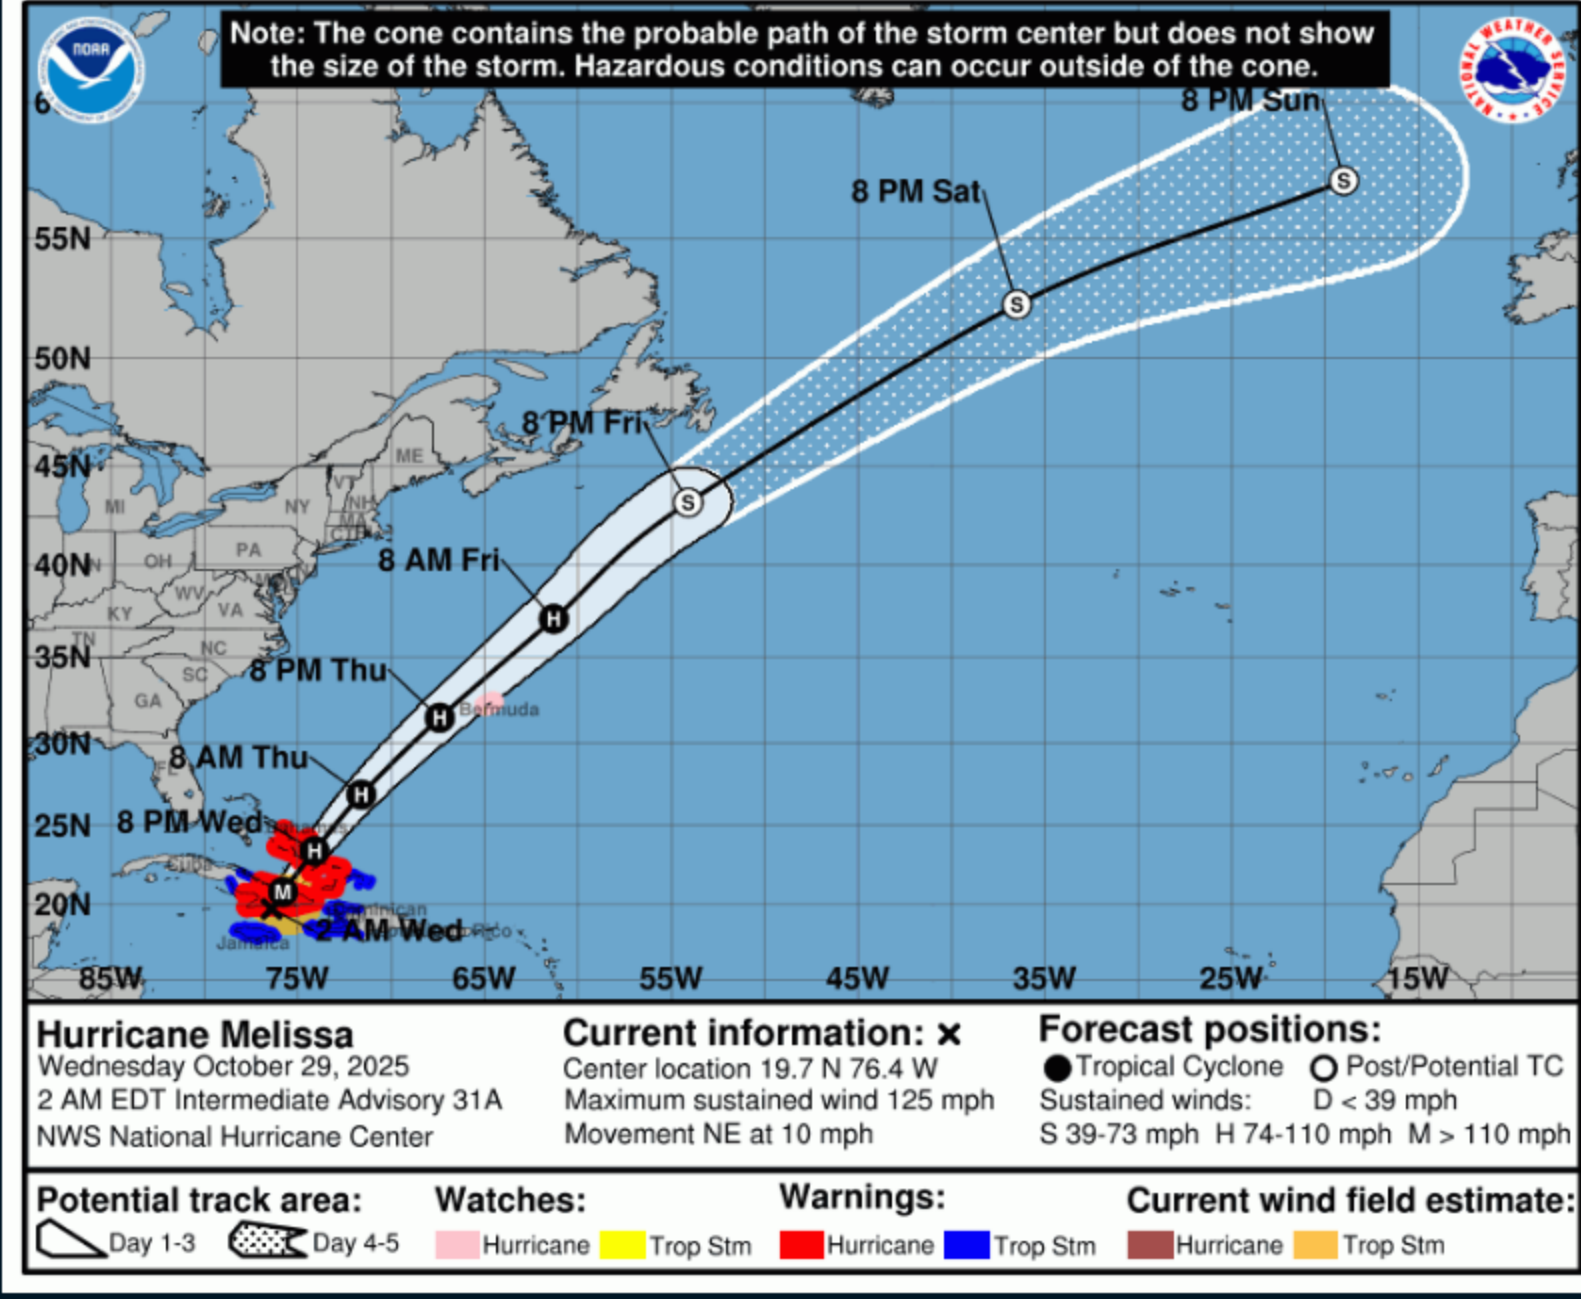 Note: The cone contains the probable path of the storm center but does not show
the size of the storm. Hazardous conditions can occur outside of the cone.
NOAA
NATIONAL WEATHER SERVICE
8 PM Sun
8 PM Sat
55N
50N
8 PM Fri
ME
45N
VT
MI
NY
NH
MA
CT
8 AM Fri
PA
40N
OH
WV
KY
VA
TN
NC
35N
8 PM Thu
SC
GA
Bermuda
30N
8 AM Thu
FL
25N
8 PM Wed
Bahamas
Cuba
M
H
S
20N
2 AM Wed
Jamaica
85W 75W 65W 55W 45W 35W 25W 15W
Hurricane Melissa
Wednesday October 29, 2025
2 AM EDT Intermediate Advisory 31A
NWS National Hurricane Center
Current information: ×
Center location 19.7 N 76.4 W
Maximum sustained wind 125 mph
Movement NE at 10 mph
Forecast positions:
Tropical Cyclone Post/Potential TC
Sustained winds: D < 39 mph
S 39-73 mph H 74-110 mph M > 110 mph
Potential track area:
Day 1-3 Day 4-5
Watches:
Hurricane Trop Stm
Warnings:
Hurricane Trop Stm
Current wind field estimate:
Hurricane Trop Stm